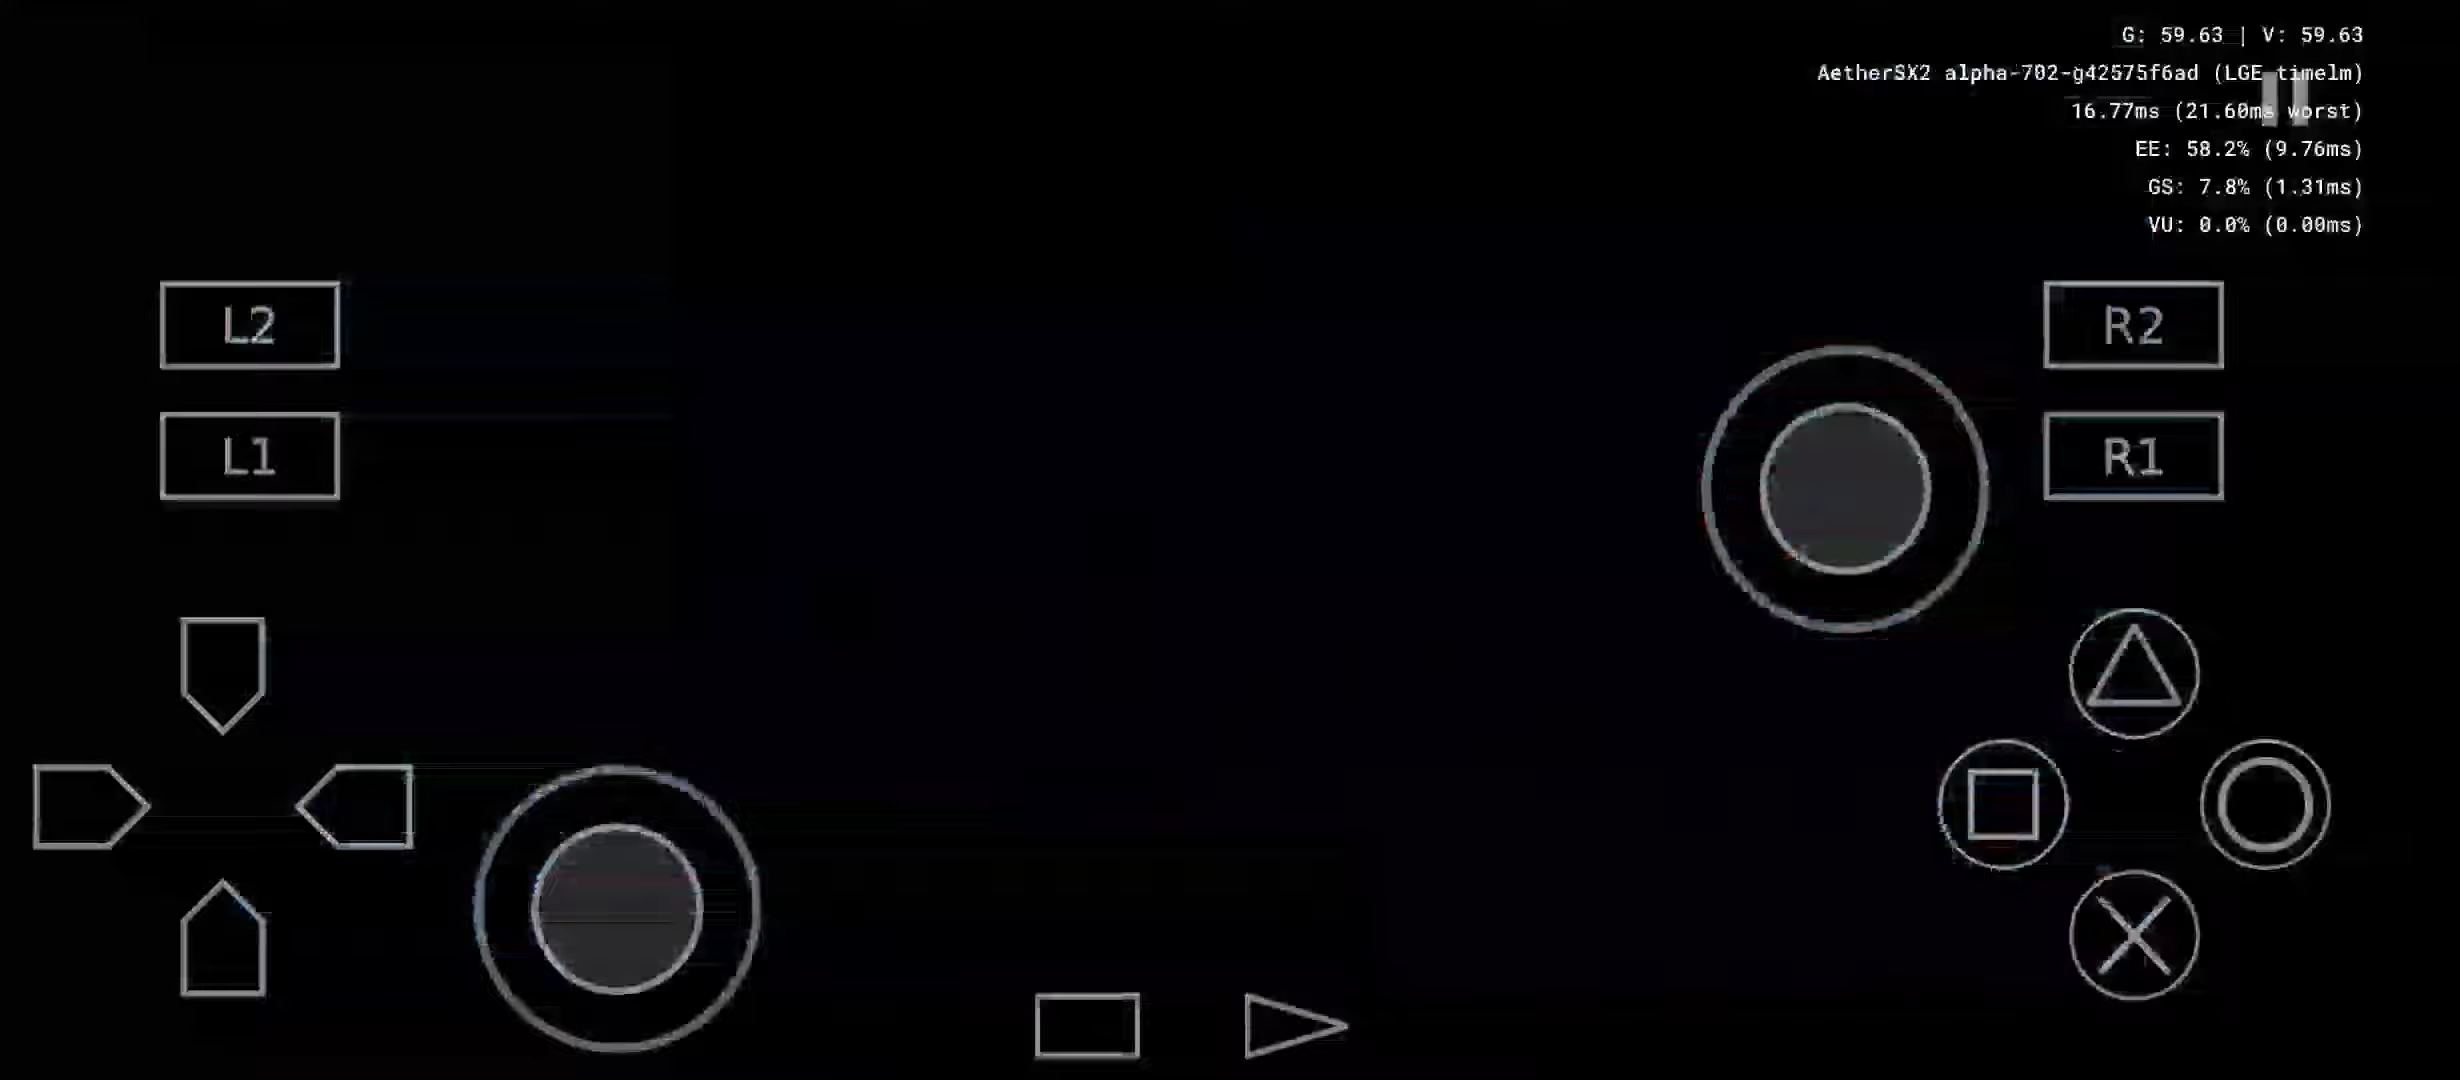 G: 59.63 | V: 59.63
AetherSX2 alpha-702-g42575f6ad (LGE timelm)
16.77ms (21.60ms worst)
EE: 58.2% (9.76ms)
GS: 7.8% (1.31ms)
VU: 0.0% (0.00ms)
L2
R2
L1
R1